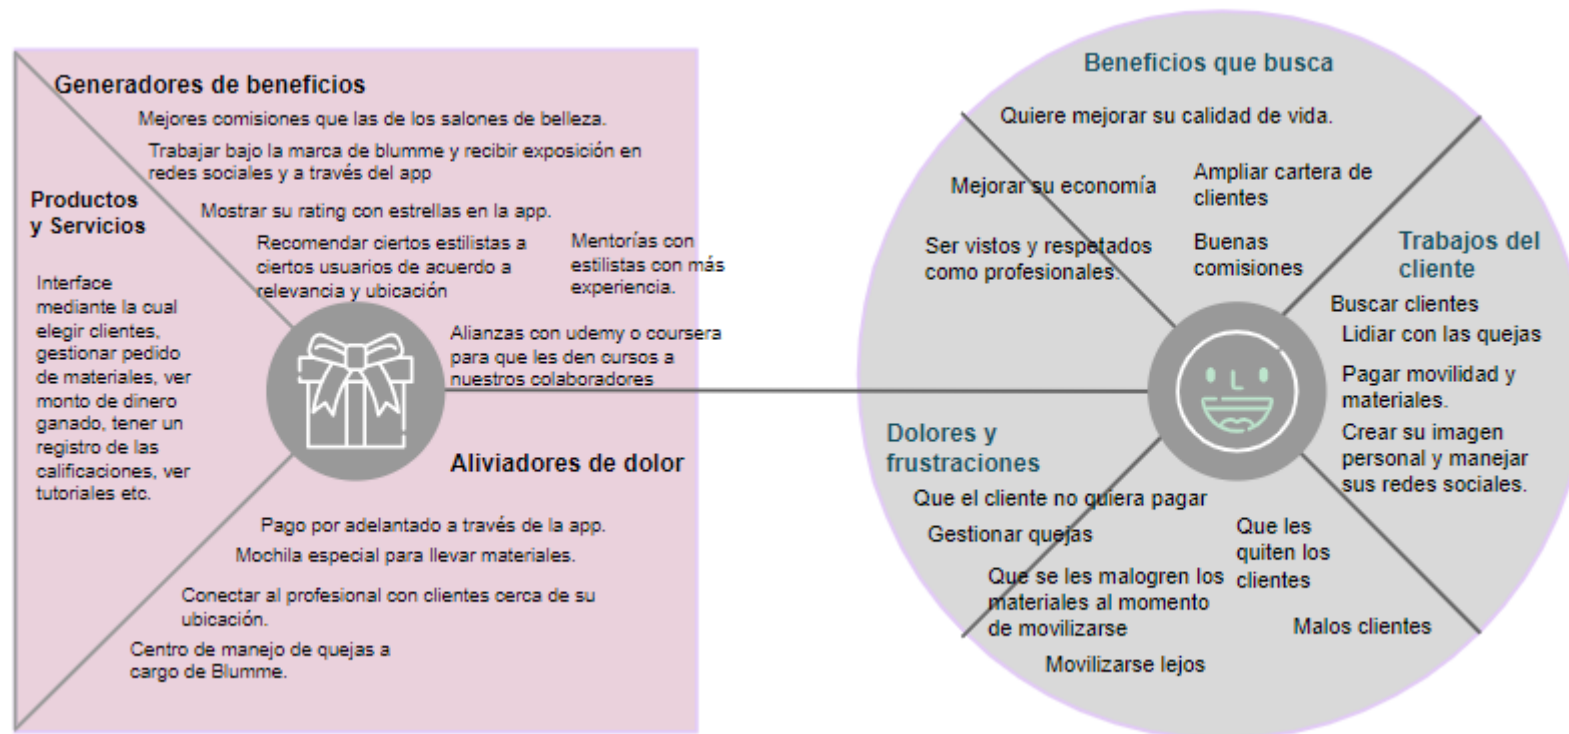 Generadores de beneficios
Mejores comisiones que las de los salones de belleza.
Trabajar bajo la marca de blumme y recibir exposición en
redes sociales y a través del app
Mostrar su rating con estrellas en la app.
Recomendar ciertos estilistas a
ciertos usuarios de acuerdo a
relevancia y ubicación
Mentorías con
estilistas con más
experiencia.
Alianzas con udemy o coursera
para que les den cursos a
nuestros colaboradores
Productos
y Servicios
Interface
mediante la cual
elegir clientes,
gestionar pedido
de materiales, ver
monto de dinero
ganado, tener un
registro de las
calificaciones, ver
tutoriales etc.
Aliviadores de dolor
Pago por adelantado a través de la app.
Mochila especial para llevar materiales.
Conectar al profesional con clientes cerca de su
ubicación.
Centro de manejo de quejas a
cargo de Blumme.
Beneficios que busca
Quiere mejorar su calidad de vida.
Mejorar su economía
Ampliar cartera de
clientes
Ser vistos y respetados
como profesionales.
Buenas
comisiones
Trabajos del
cliente
Buscar clientes
Lidiar con las quejas
Pagar movilidad y
materiales.
Crear su imagen
personal y manejar
sus redes sociales.
Dolores y
frustraciones
Que el cliente no quiera pagar
Gestionar quejas
Que les
quiten los
clientes
Que se les malogren los
materiales al momento
de movilizarse
Malos clientes
Movilizarse lejos